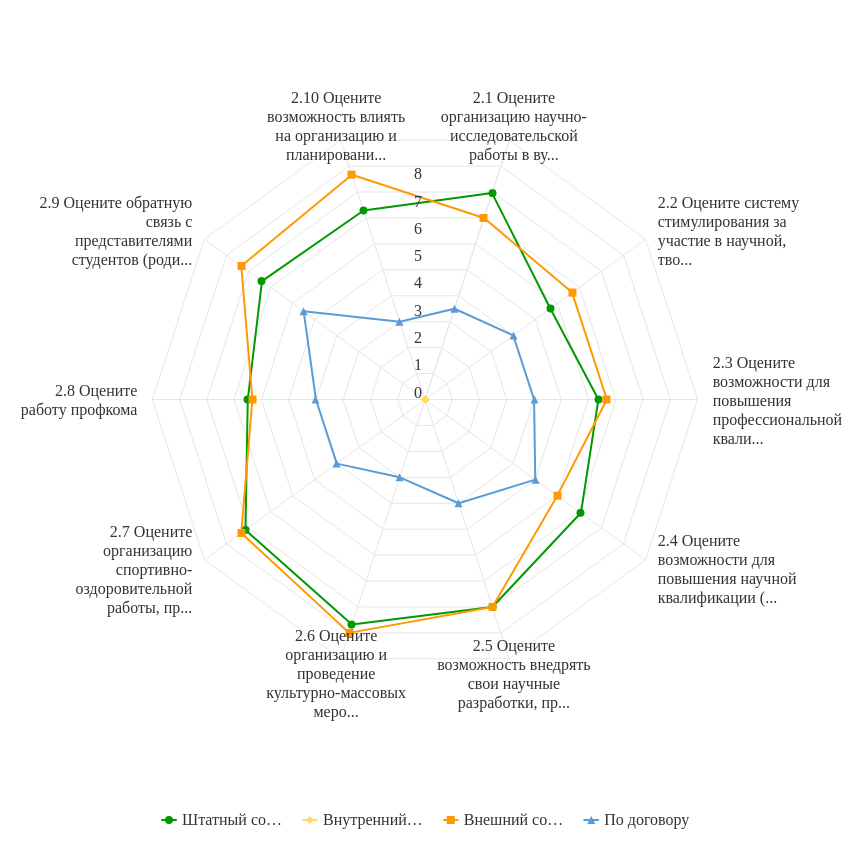 2.10 Оцените
возможность влиять
на организацию и
планировани...
2.1 Оцените
организацию научно-
исследовательской
работы в ву...
2.9 Оцените обратную
связь с
представителями
студентов (роди...
2.2 Оцените систему
стимулирования за
участие в научной,
тво...
8
7
6
5
4
3
2
1
0
2.8 Оцените
работу профкома
2.3 Оцените
возможности для
повышения
профессиональной
квали...
2.7 Оцените
организацию
спортивно-
оздоровительной
работы, пр...
2.4 Оцените
возможности для
повышения научной
квалификации (...
2.6 Оцените
организацию и
проведение
культурно-массовых
меро...
2.5 Оцените
возможность внедрять
свои научные
разработки, пр...
Штатный со… Внутренний… Внешний со… По договору